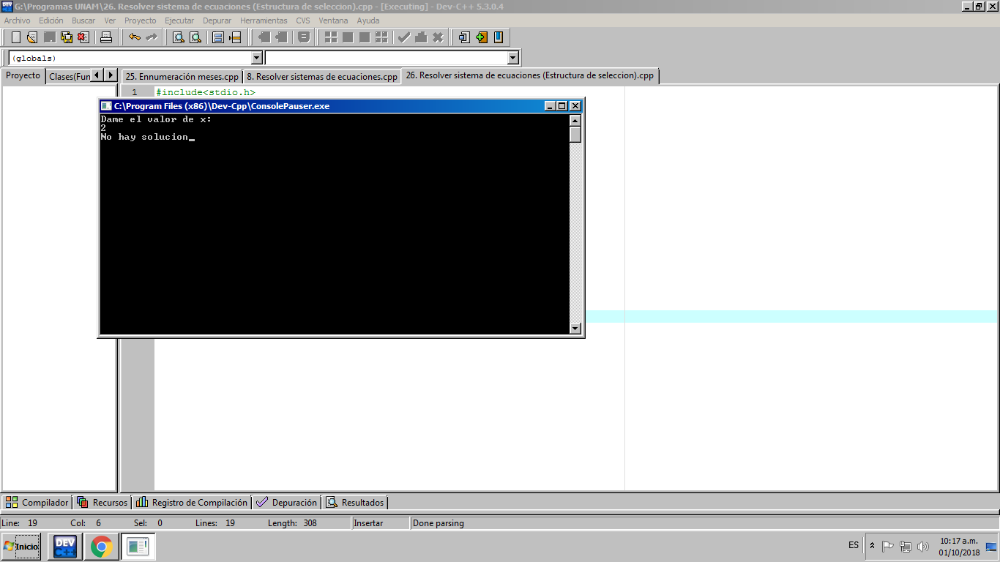 G:\Programas UNAM\26. Resolver sistema de ecuaciones (Estructura de seleccion).cpp - [Executing] - Dev-C++ 5.3.0.4
Archivo Edición Buscar Ver Proyecto Ejecutar Depurar Herramientas CVS Ventana Ayuda
(globals)
Proyecto Clases(Fun 25. Ennumeración meses.cpp 8. Resolver sistemas de ecuaciones.cpp 26. Resolver sistema de ecuaciones (Estructura de seleccion).cpp
1 #include<stdio.h>
C:\Program Files (x86)\Dev-Cpp\ConsolePauser.exe
Dame el valor de x:
2
No hay solucion
Compilador Recursos Registro de Compilación Depuración Resultados
Line: 19 Col: 6 Sel: 0 Lines: 19 Length: 308 Insertar Done parsing
Inicio DEV C++ ES 10:17 a.m.
01/10/2018